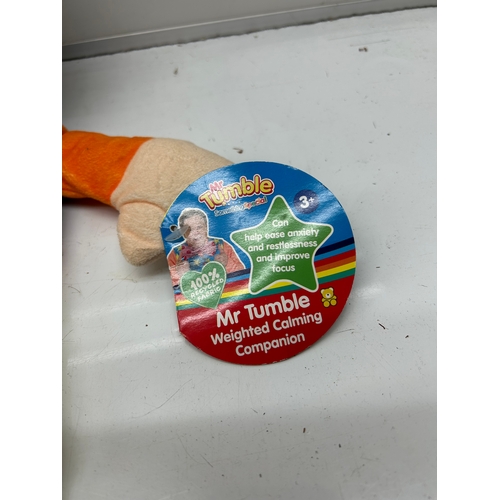 Mr
Tumble
Something Special
3+
Can
help ease anxiety
and restlessness
and improve
focus
100%
RECYCLED
FABRIC
Mr Tumble
Weighted Calming
Companion